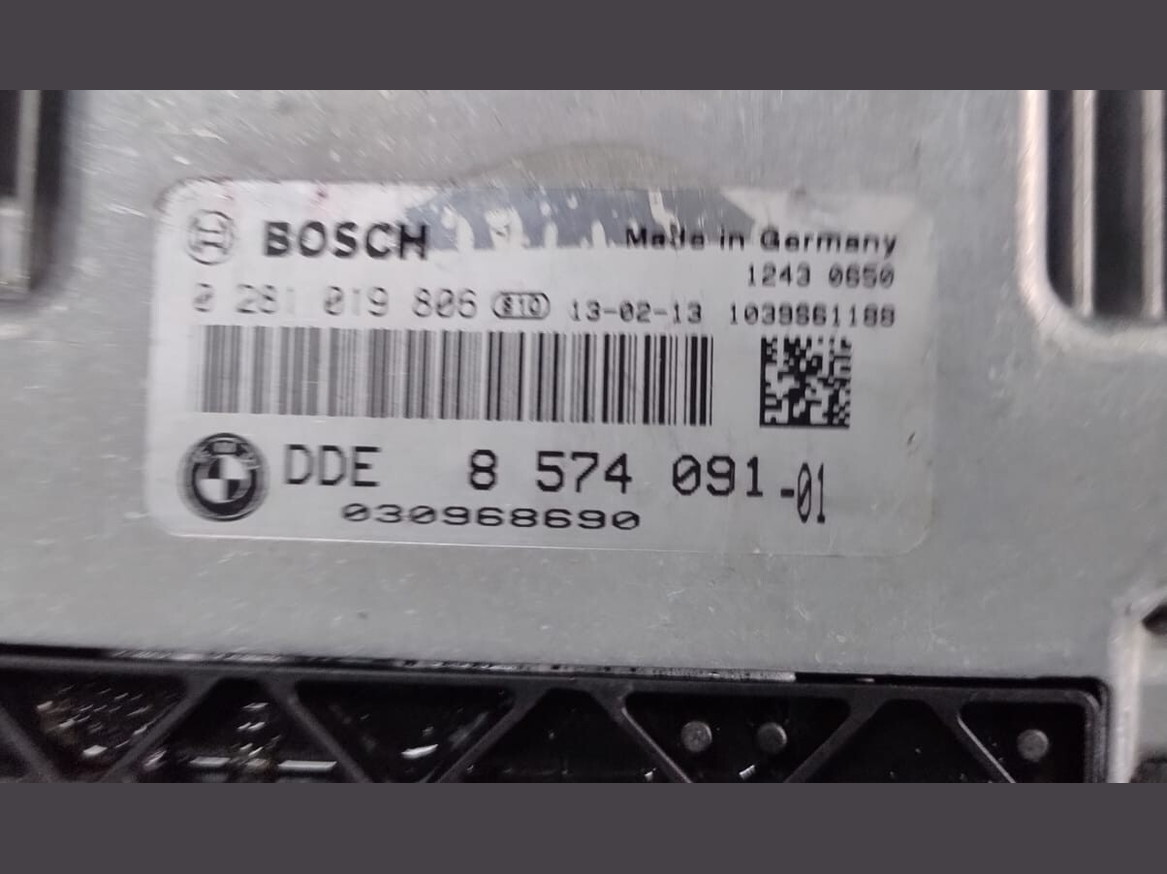 BOSCH Made in Germany
1243 0650
0 281 019 806 810 13-02-13 1039S61188
DDE 8 574 091-01
030968690